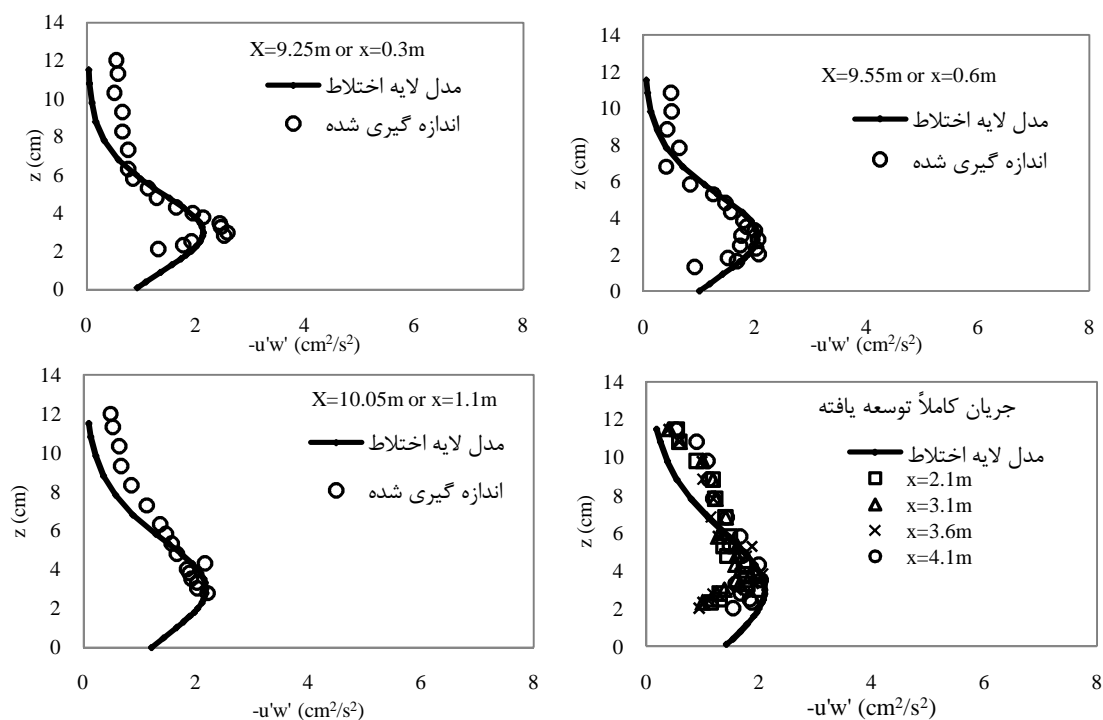 14
12
10
8
6
4
2
0
z (cm)
X=9.25m or x=0.3m
مدل لایه اختلاط
اندازه گیری شده
0 2 4 6 8
-u'w' (cm²/s²)
14
12
10
8
6
4
2
0
z (cm)
X=9.55m or x=0.6m
مدل لایه اختلاط
اندازه گیری شده
0 2 4 6 8
-u'w' (cm²/s²)
14
12
10
8
6
4
2
0
z (cm)
X=10.05m or x=1.1m
مدل لایه اختلاط
اندازه گیری شده
0 2 4 6 8
-u'w' (cm²/s²)
14
12
10
8
6
4
2
0
z (cm)
جریان کاملاً توسعه یافته
مدل لایه اختلاط
x=2.1m
x=3.1m
x=3.6m
x=4.1m
0 2 4 6 8
-u'w' (cm²/s²)